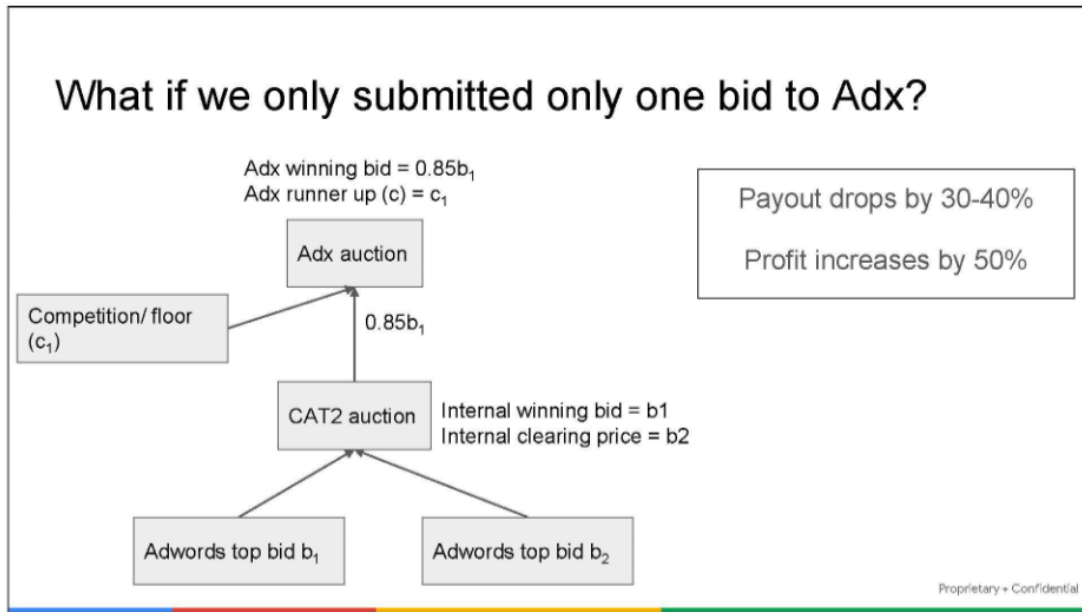 What if we only submitted only one bid to Adx?
Adx winning bid = 0.85b₁
Adx runner up (c) = c₁
Payout drops by 30-40%
Profit increases by 50%
Adx auction
Competition/ floor
(c₁)
0.85b₁
CAT2 auction
Internal winning bid = b1
Internal clearing price = b2
Adwords top bid b₁
Adwords top bid b₂
Proprietary + Confidential